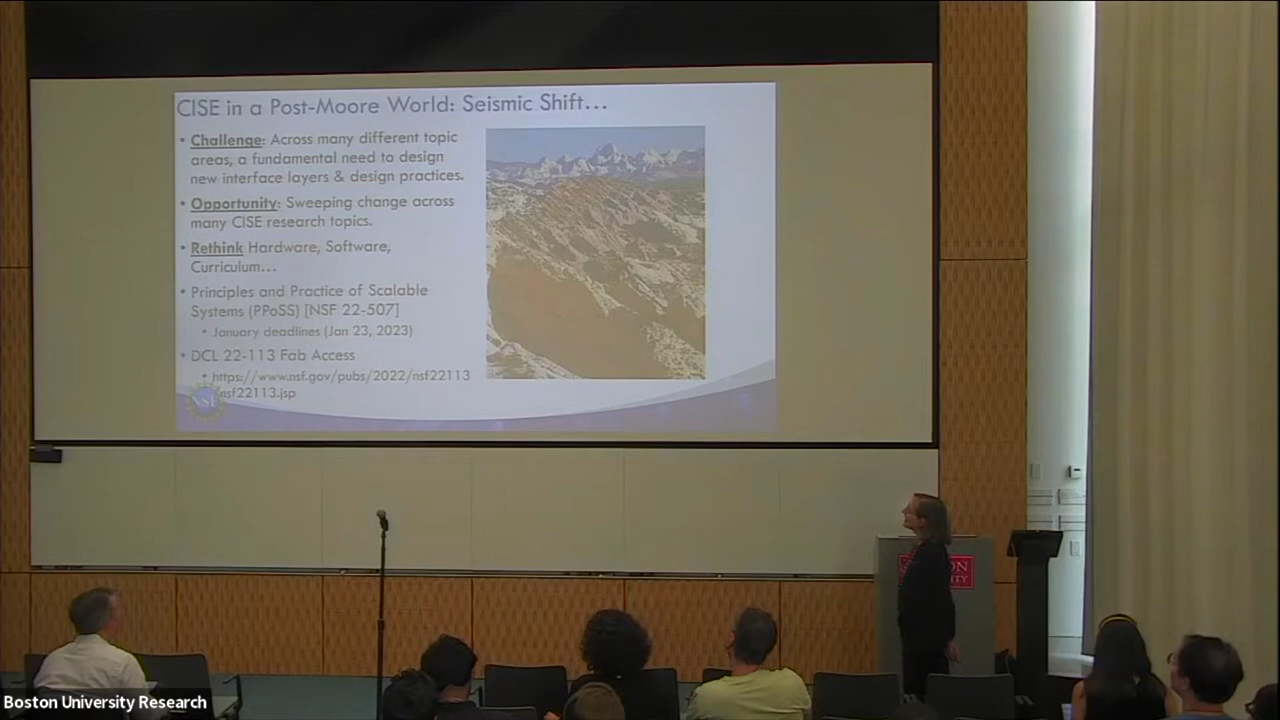 CISE in a Post-Moore World: Seismic Shift...
• Challenge: Across many different topic
areas, a fundamental need to design
new interface layers & design practices.
• Opportunity: Sweeping change across
many CISE research topics.
• Rethink Hardware, Software,
Curriculum...
• Principles and Practice of Scalable
Systems (PPoSS) [NSF 22-507]
• January deadlines (Jan 23, 2023)
• DCL 22-113 Fab Access
• https://www.nsf.gov/pubs/2022/nsf22113
nsf22113.jsp
NSF
Boston University Research